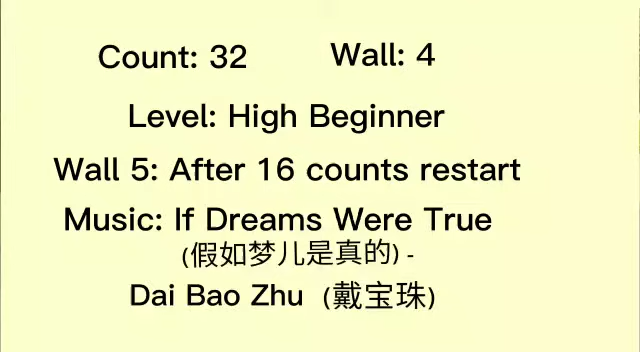 Count: 32 Wall: 4
Level: High Beginner
Wall 5: After 16 counts restart
Music: If Dreams Were True
(假如梦儿是真的) -
Dai Bao Zhu (戴宝珠)